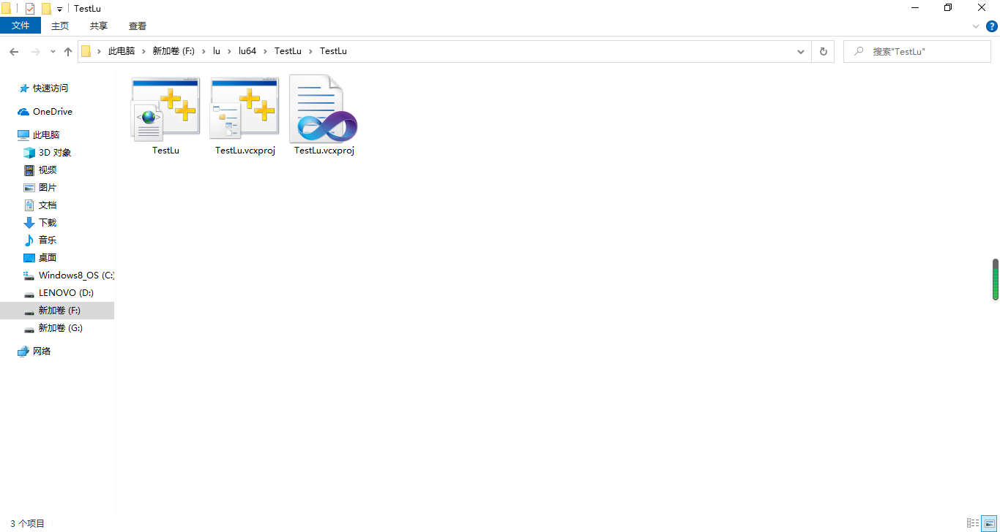 TestLu
文件 主页 共享 查看
此电脑 新加卷 (F:) lu lu64 TestLu TestLu 搜索"TestLu"
快速访问
OneDrive
此电脑
3D 对象
视频
图片
文档
下载
音乐
桌面
Windows8_OS (C:)
LENOVO (D:)
新加卷 (F:)
新加卷 (G:)
网络
TestLu TestLu.vcxproj TestLu.vcxproj
3 个项目